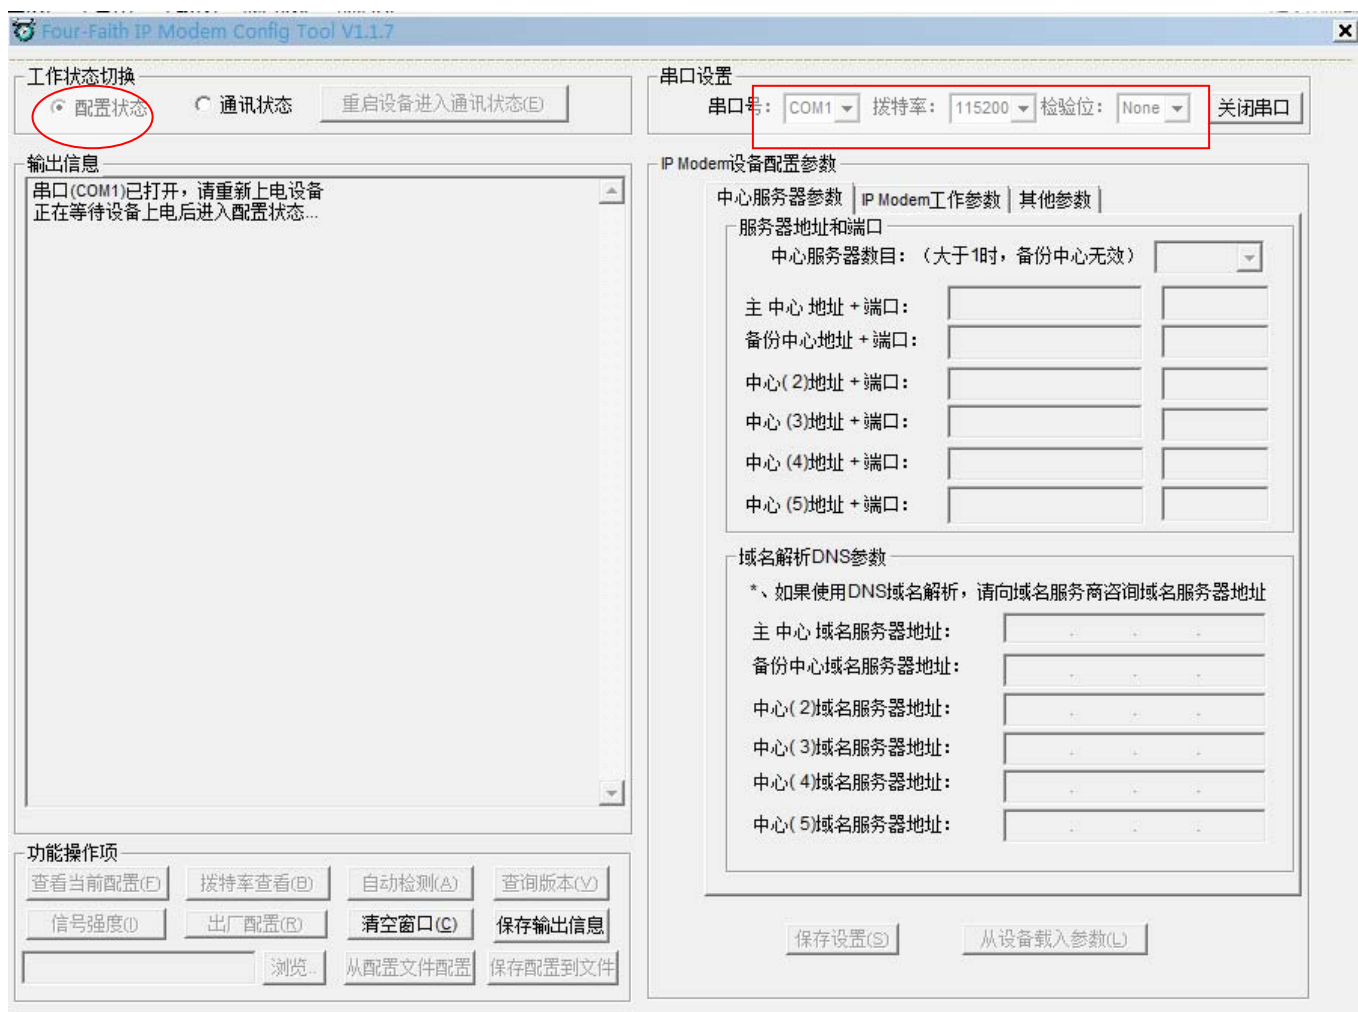 Four-Faith IP Modem Config Tool V1.1.7
工作状态切换
配置状态 通讯状态 重启设备进入通讯状态(E)
串口设置
串口号: COM1 拨特率: 115200 检验位: None 关闭串口
输出信息
串口(COM1)已打开，请重新上电设备
正在等待设备上电后进入配置状态...
IP Modem设备配置参数
中心服务器参数 IP Modem工作参数 其他参数
服务器地址和端口
中心服务器数目: （大于1时，备份中心无效）
主 中心 地址 + 端口:
备份中心地址 + 端口:
中心( 2)地址 + 端口:
中心 (3)地址 + 端口:
中心 (4)地址 + 端口:
中心 (5)地址 + 端口:
域名解析DNS参数
*、如果使用DNS域名解析，请向域名服务商咨询域名服务器地址
主 中心 域名服务器地址:
备份中心域名服务器地址:
中心( 2)域名服务器地址:
中心( 3)域名服务器地址:
中心( 4)域名服务器地址:
中心( 5)域名服务器地址:
功能操作项
查看当前配置(F) 拨特率查看(B) 自动检测(A) 查询版本(V)
信号强度(I) 出厂配置(R) 清空窗口(C) 保存输出信息
浏览.. 从配置文件配置 保存配置到文件
保存设置(S) 从设备载入参数(L)